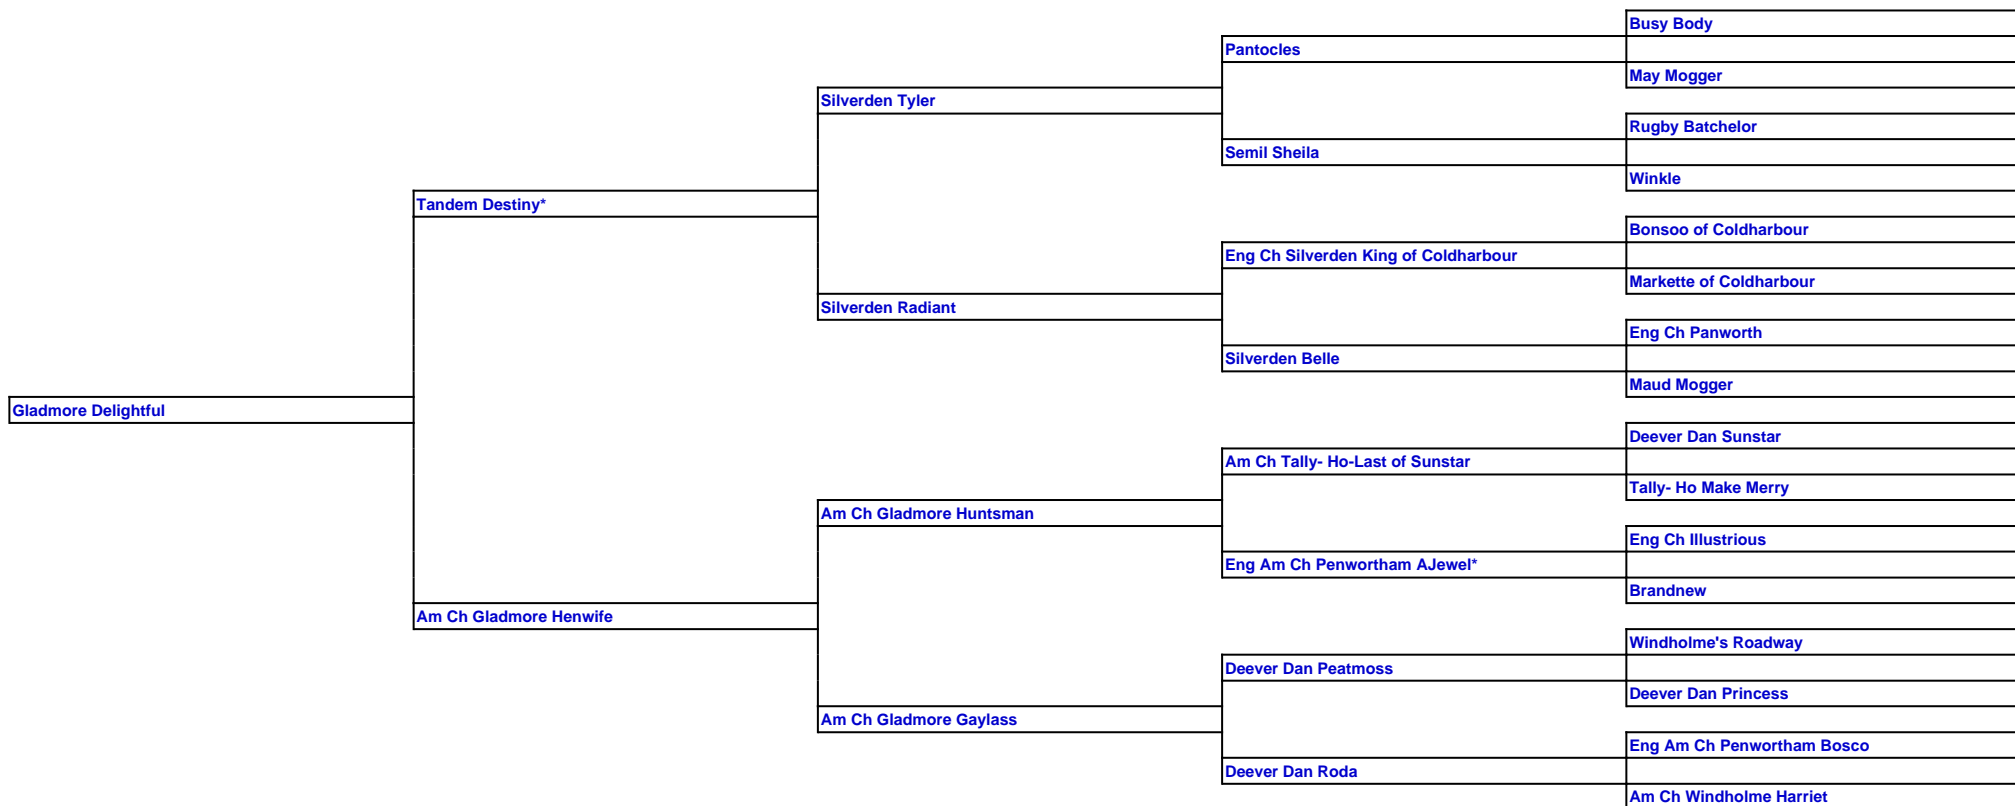 Busy Body
Pantocles
May Mogger
Silverden Tyler
Rugby Batchelor
Semil Sheila
Winkle
Tandem Destiny*
Bonsoo of Coldharbour
Eng Ch Silverden King of Coldharbour
Markette of Coldharbour
Silverden Radiant
Eng Ch Panworth
Silverden Belle
Maud Mogger
Gladmore Delightful
Deever Dan Sunstar
Am Ch Tally- Ho-Last of Sunstar
Tally- Ho Make Merry
Am Ch Gladmore Huntsman
Eng Ch Illustrious
Eng Am Ch Penwortham AJewel*
Brandnew
Am Ch Gladmore Henwife
Windholme's Roadway
Deever Dan Peatmoss
Deever Dan Princess
Am Ch Gladmore Gaylass
Eng Am Ch Penwortham Bosco
Deever Dan Roda
Am Ch Windholme Harriet